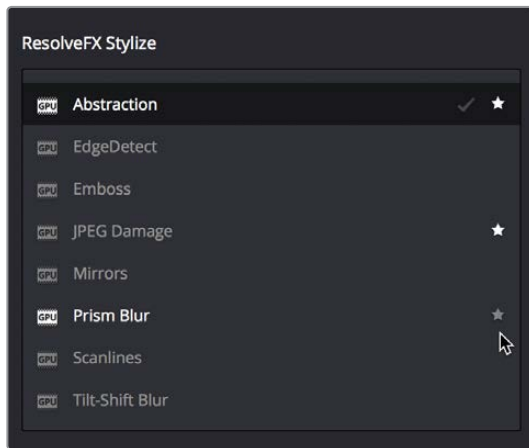 ResolveFX Stylize
GPU Abstraction
GPU EdgeDetect
GPU Emboss
GPU JPEG Damage
GPU Mirrors
GPU Prism Blur
GPU Scanlines
GPU Tilt-Shift Blur